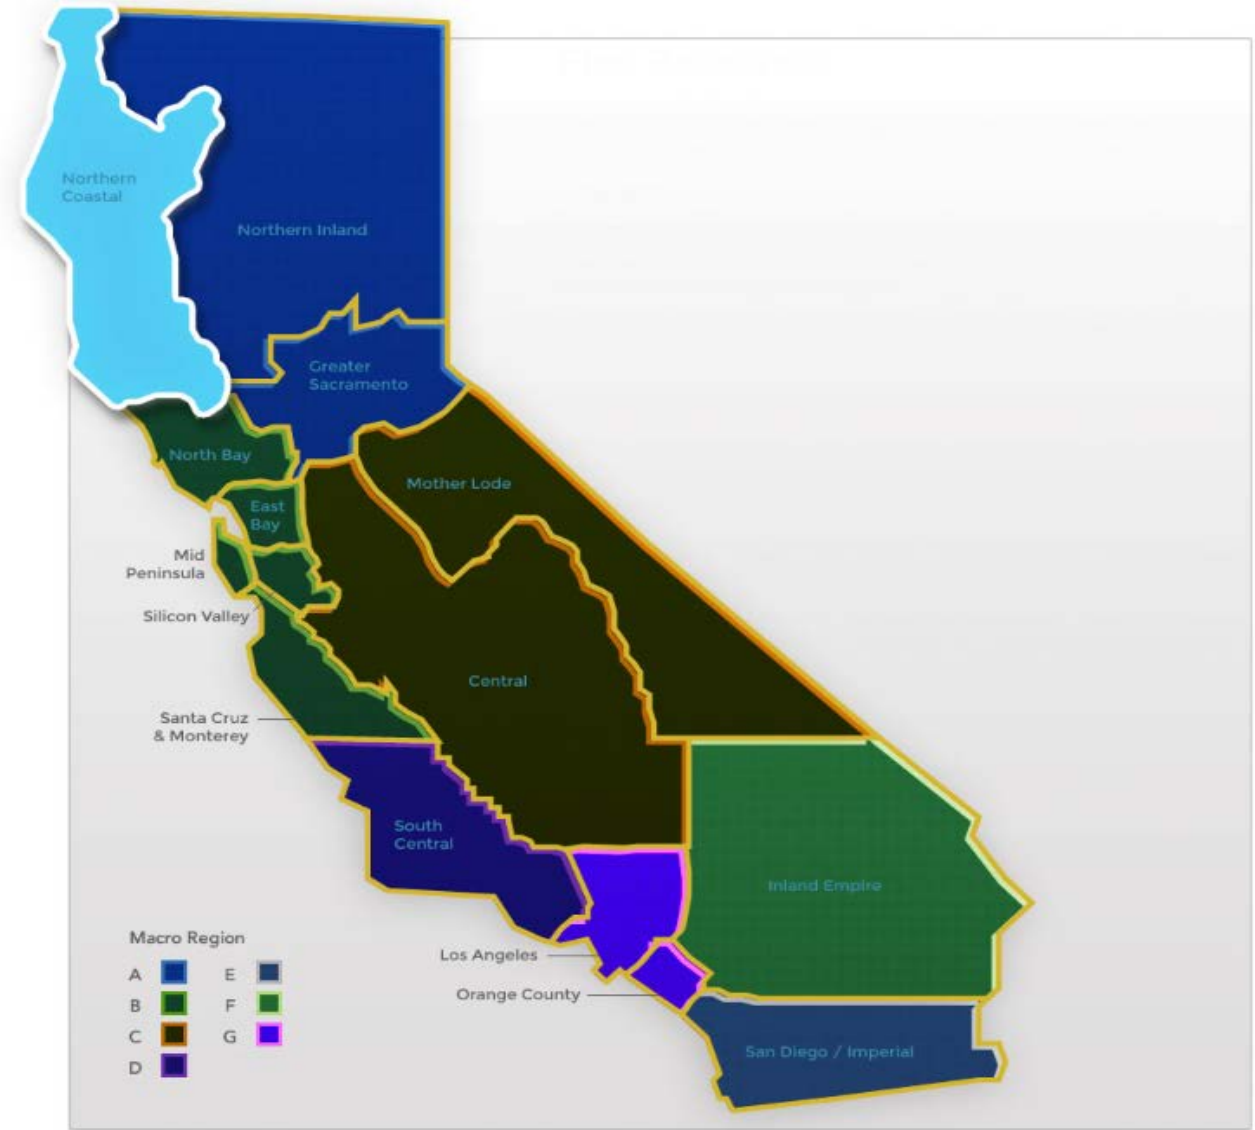 Northern
Coastal
Northern Inland
Greater
Sacramento
North Bay
Mother Lode
East
Bay
Mid
Peninsula
Silicon Valley
Central
Santa Cruz
& Monterey
South
Central
Inland Empire
Los Angeles
Orange County
San Diego / Imperial
Macro Region
A
E
B
F
C
G
D